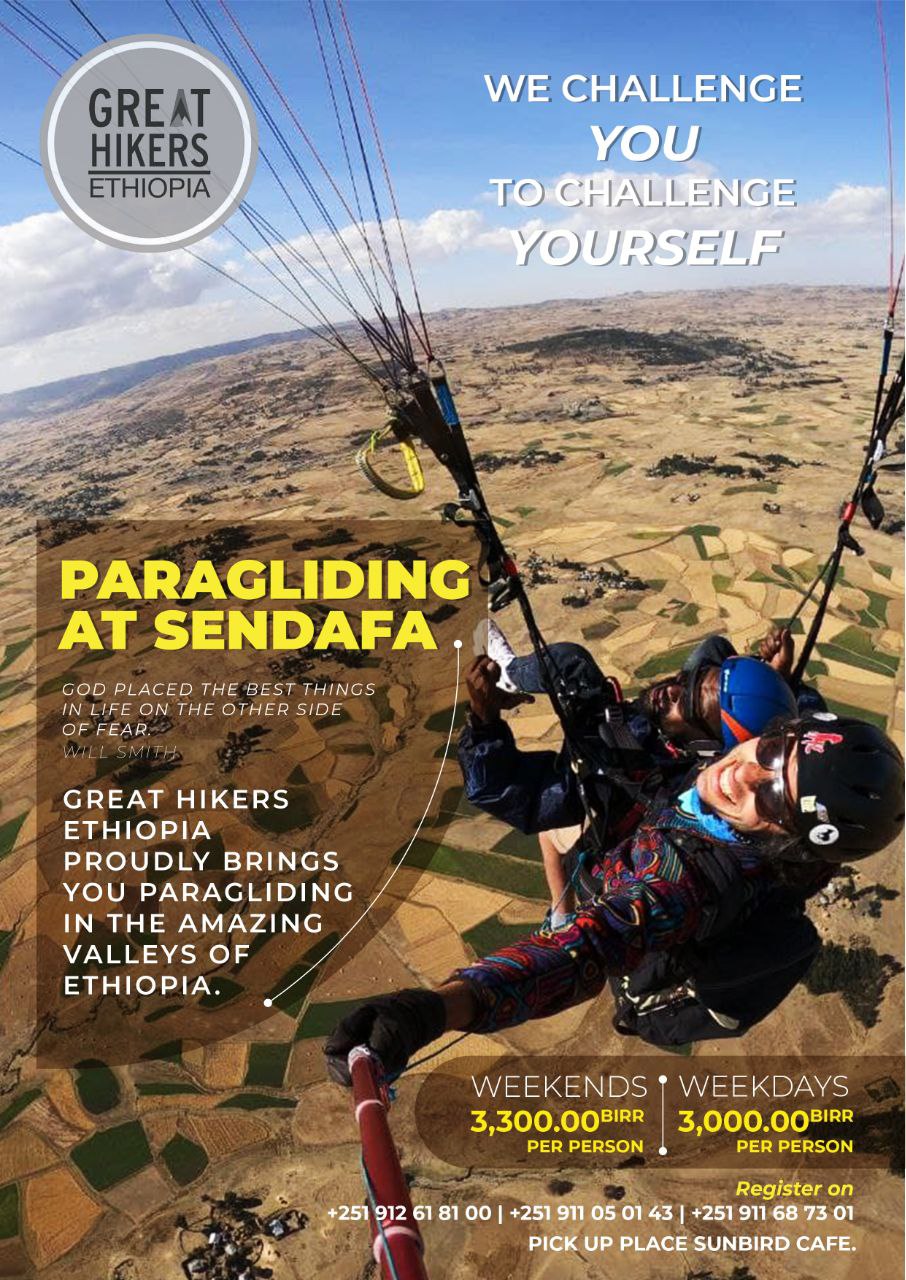 GREAT
HIKERS
ETHIOPIA
WE CHALLENGE
YOU
TO CHALLENGE
YOURSELF
PARAGLIDING
AT SENDAFA
GOD PLACED THE BEST THINGS
IN LIFE ON THE OTHER SIDE
OF FEAR.
WILL SMITH
GREAT HIKERS
ETHIOPIA
PROUDLY BRINGS
YOU PARAGLIDING
IN THE AMAZING
VALLEYS OF
ETHIOPIA.
WEEKENDS
3,300.00BIRR
PER PERSON
WEEKDAYS
3,000.00BIRR
PER PERSON
Register on
+251 912 61 81 00 | +251 911 05 01 43 | +251 911 68 73 01
PICK UP PLACE SUNBIRD CAFE.